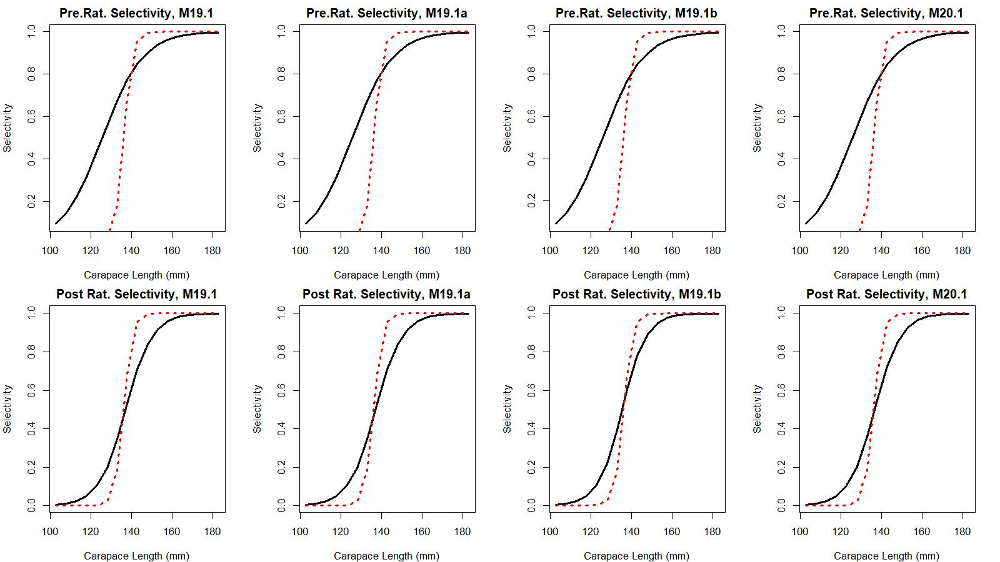 Pre.Rat. Selectivity, M19.1
Selectivity
0.2 0.4 0.6 0.8 1.0
100 120 140 160 180
Carapace Length (mm)
Pre.Rat. Selectivity, M19.1a
Selectivity
0.2 0.4 0.6 0.8 1.0
100 120 140 160 180
Carapace Length (mm)
Pre.Rat. Selectivity, M19.1b
Selectivity
0.2 0.4 0.6 0.8 1.0
100 120 140 160 180
Carapace Length (mm)
Pre.Rat. Selectivity, M20.1
Selectivity
0.2 0.4 0.6 0.8 1.0
100 120 140 160 180
Carapace Length (mm)
Post Rat. Selectivity, M19.1
Selectivity
0.0 0.2 0.4 0.6 0.8 1.0
100 120 140 160 180
Carapace Length (mm)
Post Rat. Selectivity, M19.1a
Selectivity
0.0 0.2 0.4 0.6 0.8 1.0
100 120 140 160 180
Carapace Length (mm)
Post Rat. Selectivity, M19.1b
Selectivity
0.0 0.2 0.4 0.6 0.8 1.0
100 120 140 160 180
Carapace Length (mm)
Post Rat. Selectivity, M20.1
Selectivity
0.0 0.2 0.4 0.6 0.8 1.0
100 120 140 160 180
Carapace Length (mm)